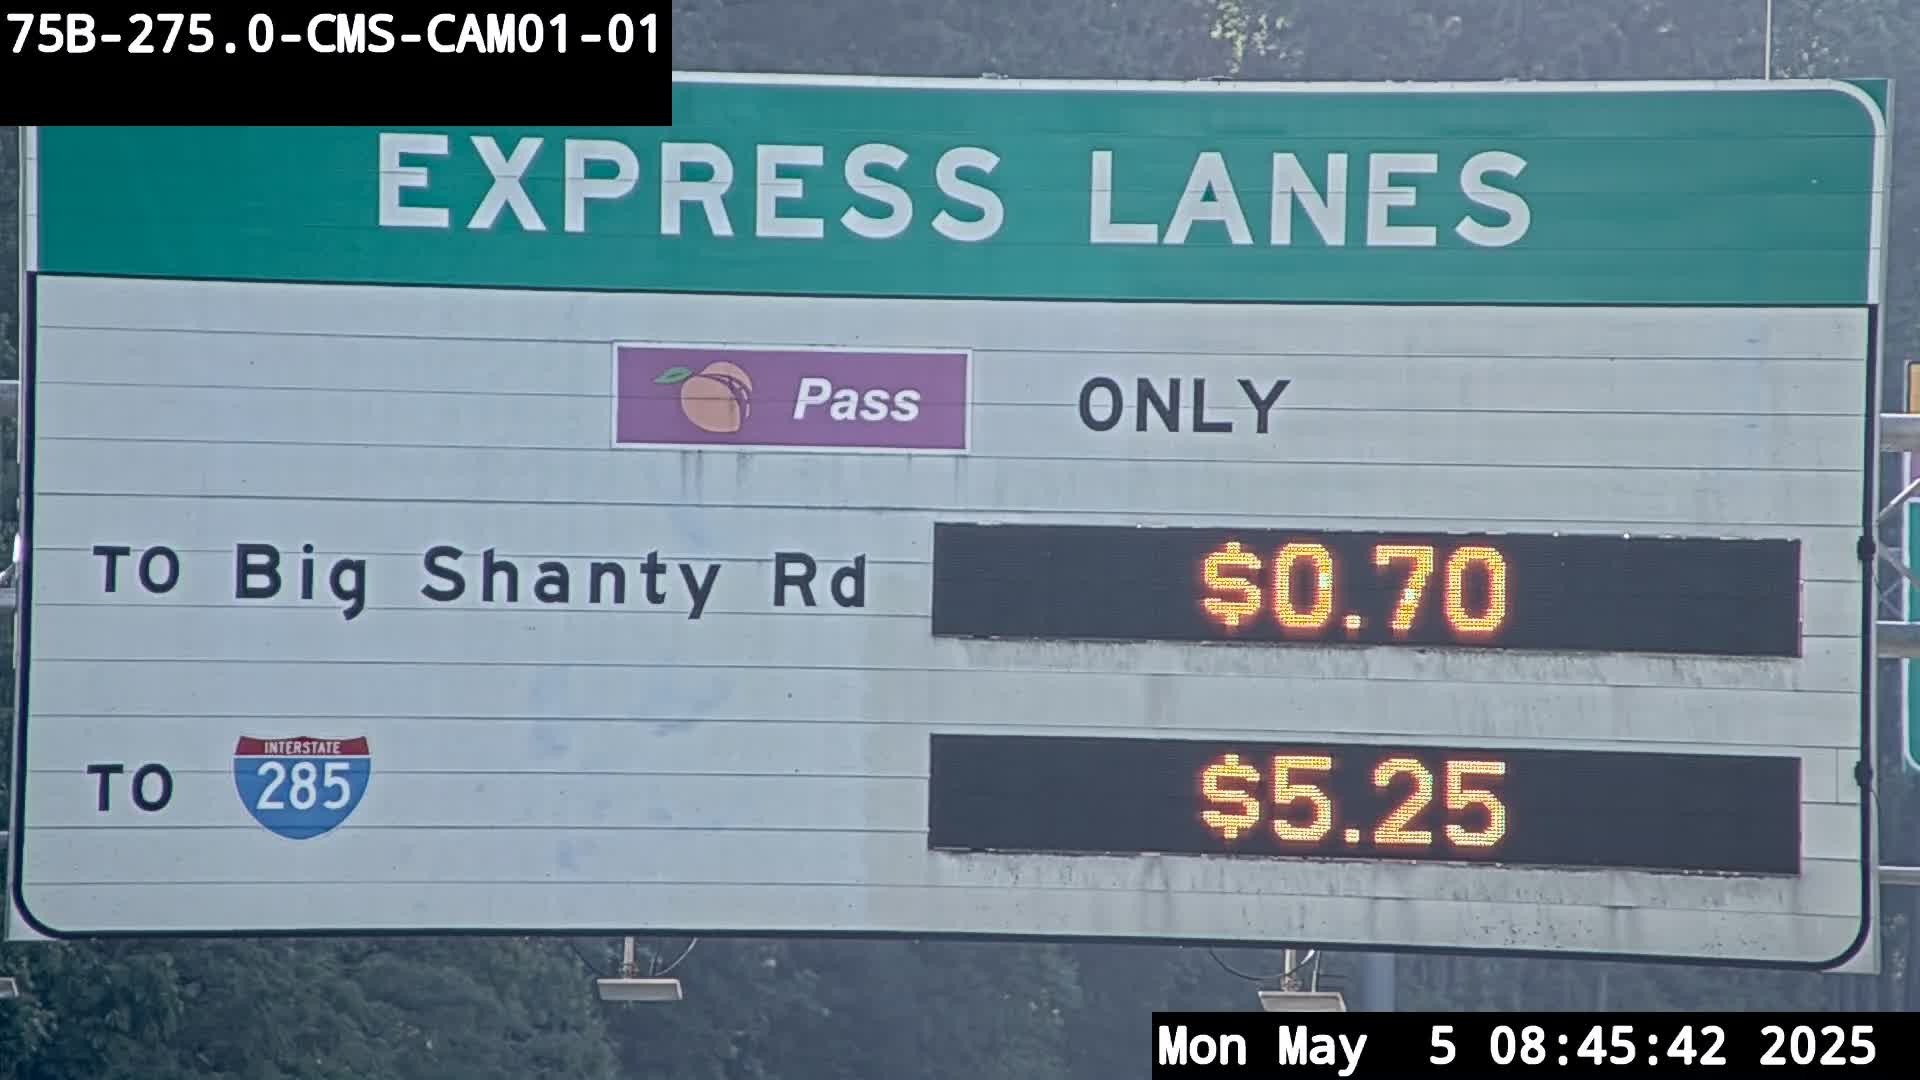 75B-275.0-CMS-CAM01-01
EXPRESS LANES
Pass ONLY
TO Big Shanty Rd $0.70
INTERSTATE
TO 285 $5.25
Mon May 5 08:45:42 2025